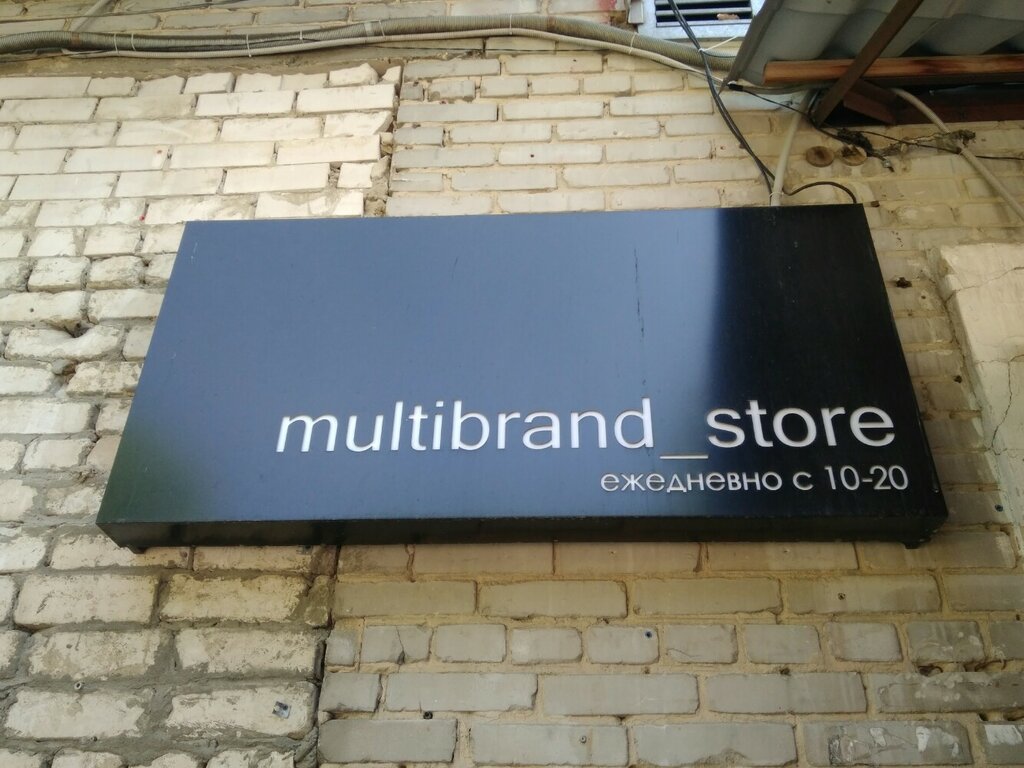 multibrand_store
ежедневно с 10-20